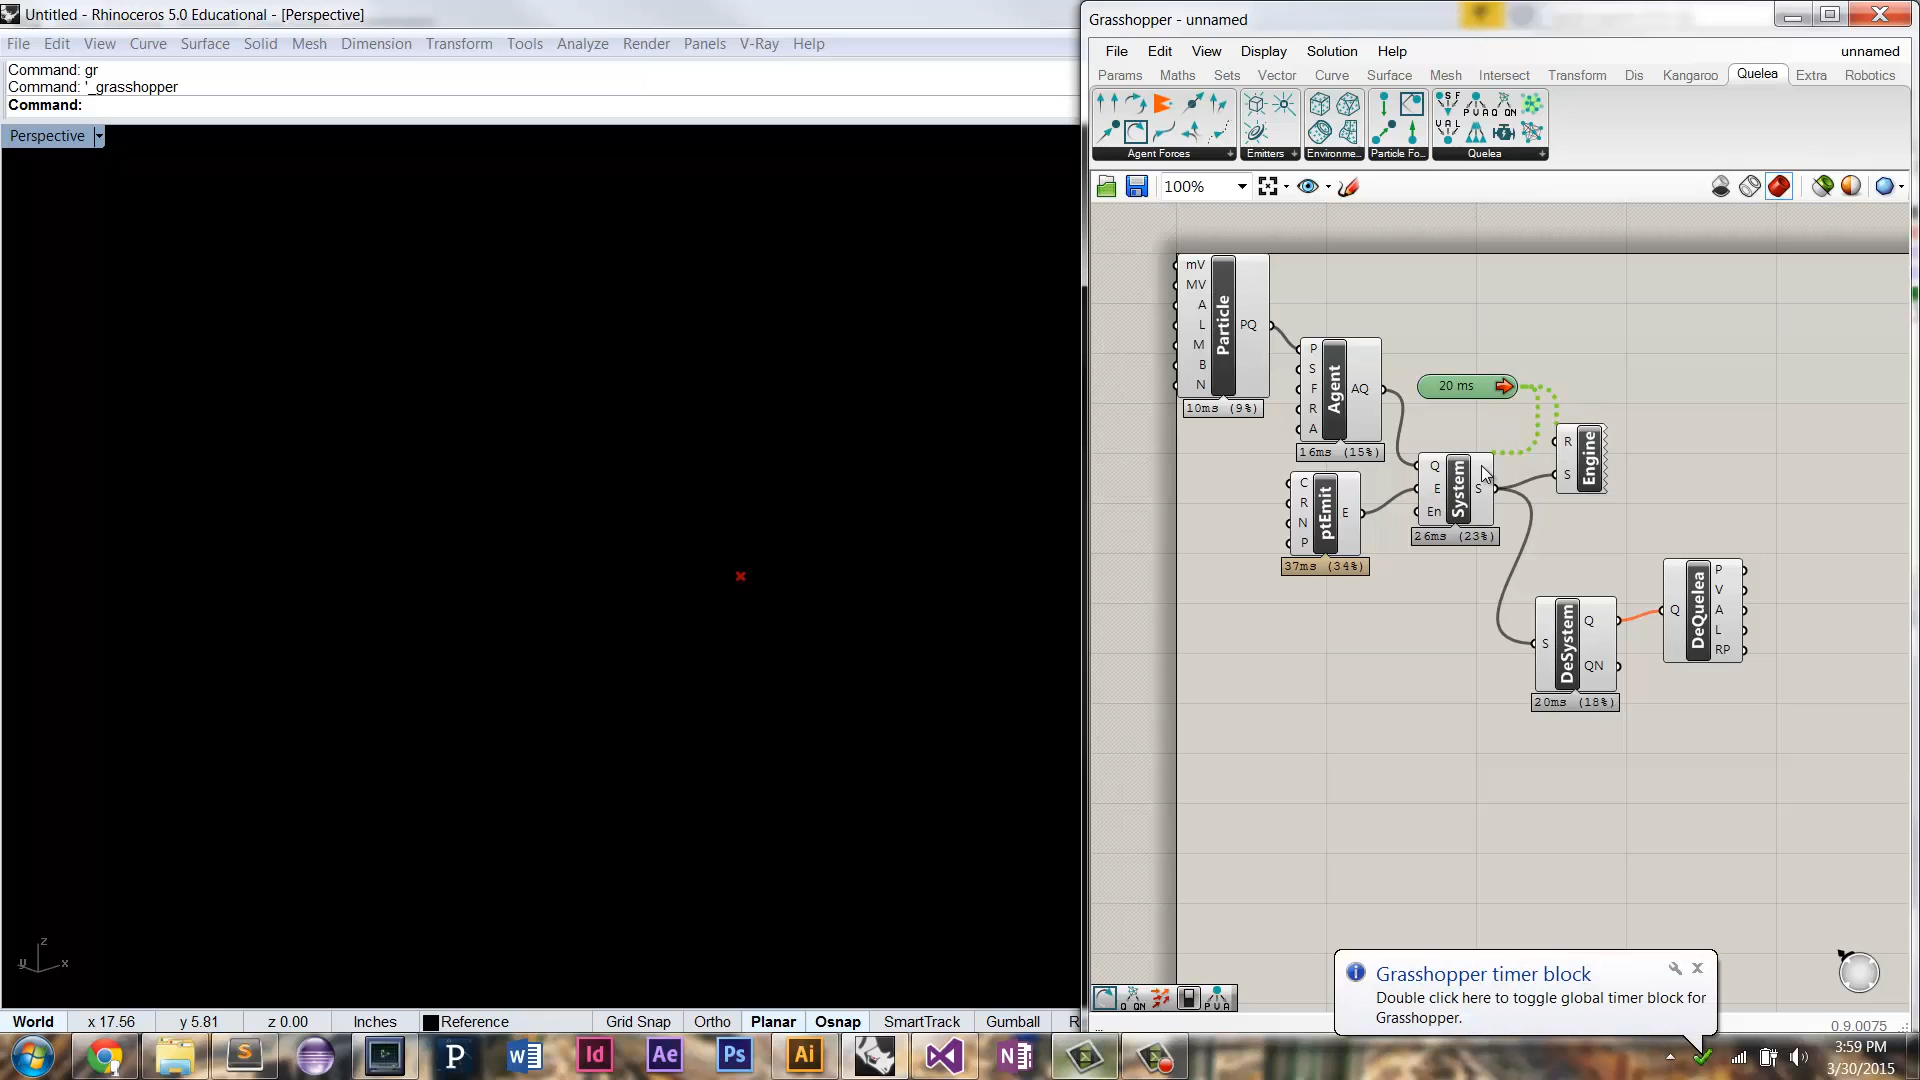 Untitled - Rhinoceros 5.0 Educational - [Perspective]
File Edit View Curve Surface Solid Mesh Dimension Transform Tools Analyze Render Panels V-Ray Help
Command: gr
Command: '_grasshopper
Command:
Perspective
z
y x
World x 17.56 y 5.81 z 0.00 Inches Reference Grid Snap Ortho Planar Osnap SmartTrack Gumball R
Grasshopper - unnamed
File Edit View Display Solution Help unnamed
Params Maths Sets Vector Curve Surface Mesh Intersect Transform Dis Kangaroo Quelea Extra Robotics
Agent Forces Emitters Environme... Particle Fo... Quelea
100%
mV
MV
A
L
M
B
N
Particle
PQ
10ms (9%)
P
S
F
R
A
Agent
AQ
16ms (15%)
20 ms
C
R
N
P
ptEmit
E
37ms (34%)
Q
E
En
System
S
26ms (23%)
R
S
Engine
S
DeSystem
Q
QN
20ms (18%)
Q
DeQuelea
P
V
A
L
RP
Grasshopper timer block
Double click here to toggle global timer block for
Grasshopper.
...
0.9.0075
3:59 PM
3/30/2015